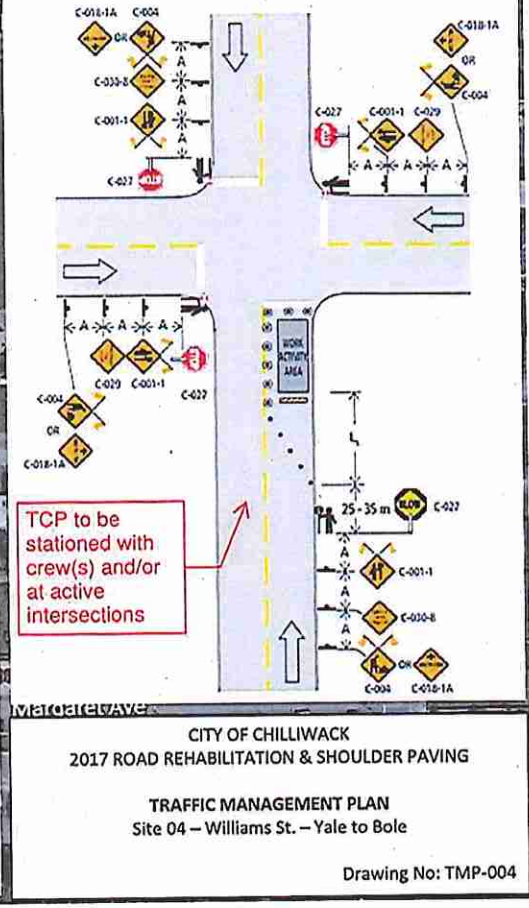 C-018-1A C-004
OR
A
C-030-8
A
C-001-1
A
C-027
STOP
C-018-1A
OR
C-004
C-027 C-001-1 C-029
A A A
A A A
C-029 C-001-1
C-027
C-004
OR
C-018-1A
WORK
ACTIVITY
AREA
L
25 - 35 m
SLOW
C-027
A
C-001-1
A
C-030-8
A
OR
C-004 C-018-1A
TCP to be
stationed with
crew(s) and/or
at active
intersections
Margaret Ave
CITY OF CHILLIWACK
2017 ROAD REHABILITATION & SHOULDER PAVING
TRAFFIC MANAGEMENT PLAN
Site 04 – Williams St. – Yale to Bole
Drawing No: TMP-004